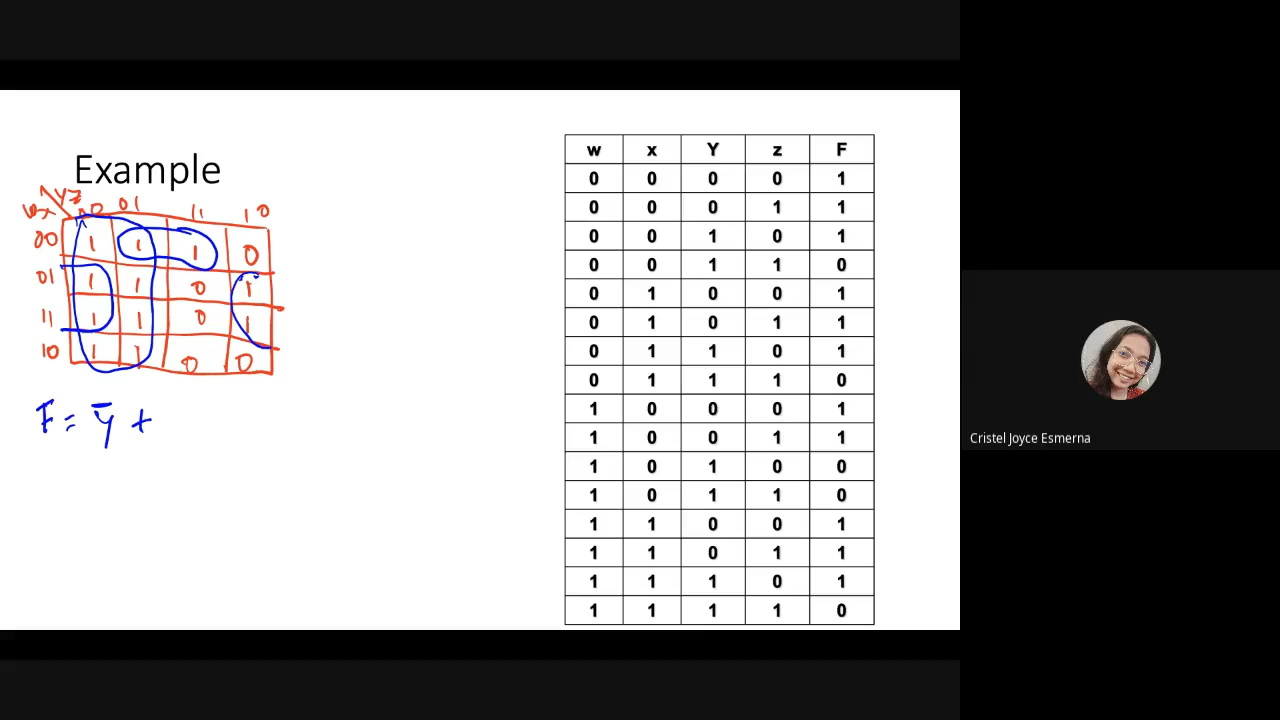 Example
wx yz 00 01 11 10
00 1 1 1 0
01 1 1 0 1
11 1 1 0 1
10 1 1 0 0
F = y̅ +
w x Y z F
0 0 0 0 1
0 0 0 1 1
0 0 1 0 1
0 0 1 1 0
0 1 0 0 1
0 1 0 1 1
0 1 1 0 1
0 1 1 1 0
1 0 0 0 1
1 0 0 1 1
1 0 1 0 0
1 0 1 1 0
1 1 0 0 1
1 1 0 1 1
1 1 1 0 1
1 1 1 1 0
Cristel Joyce Esmerna